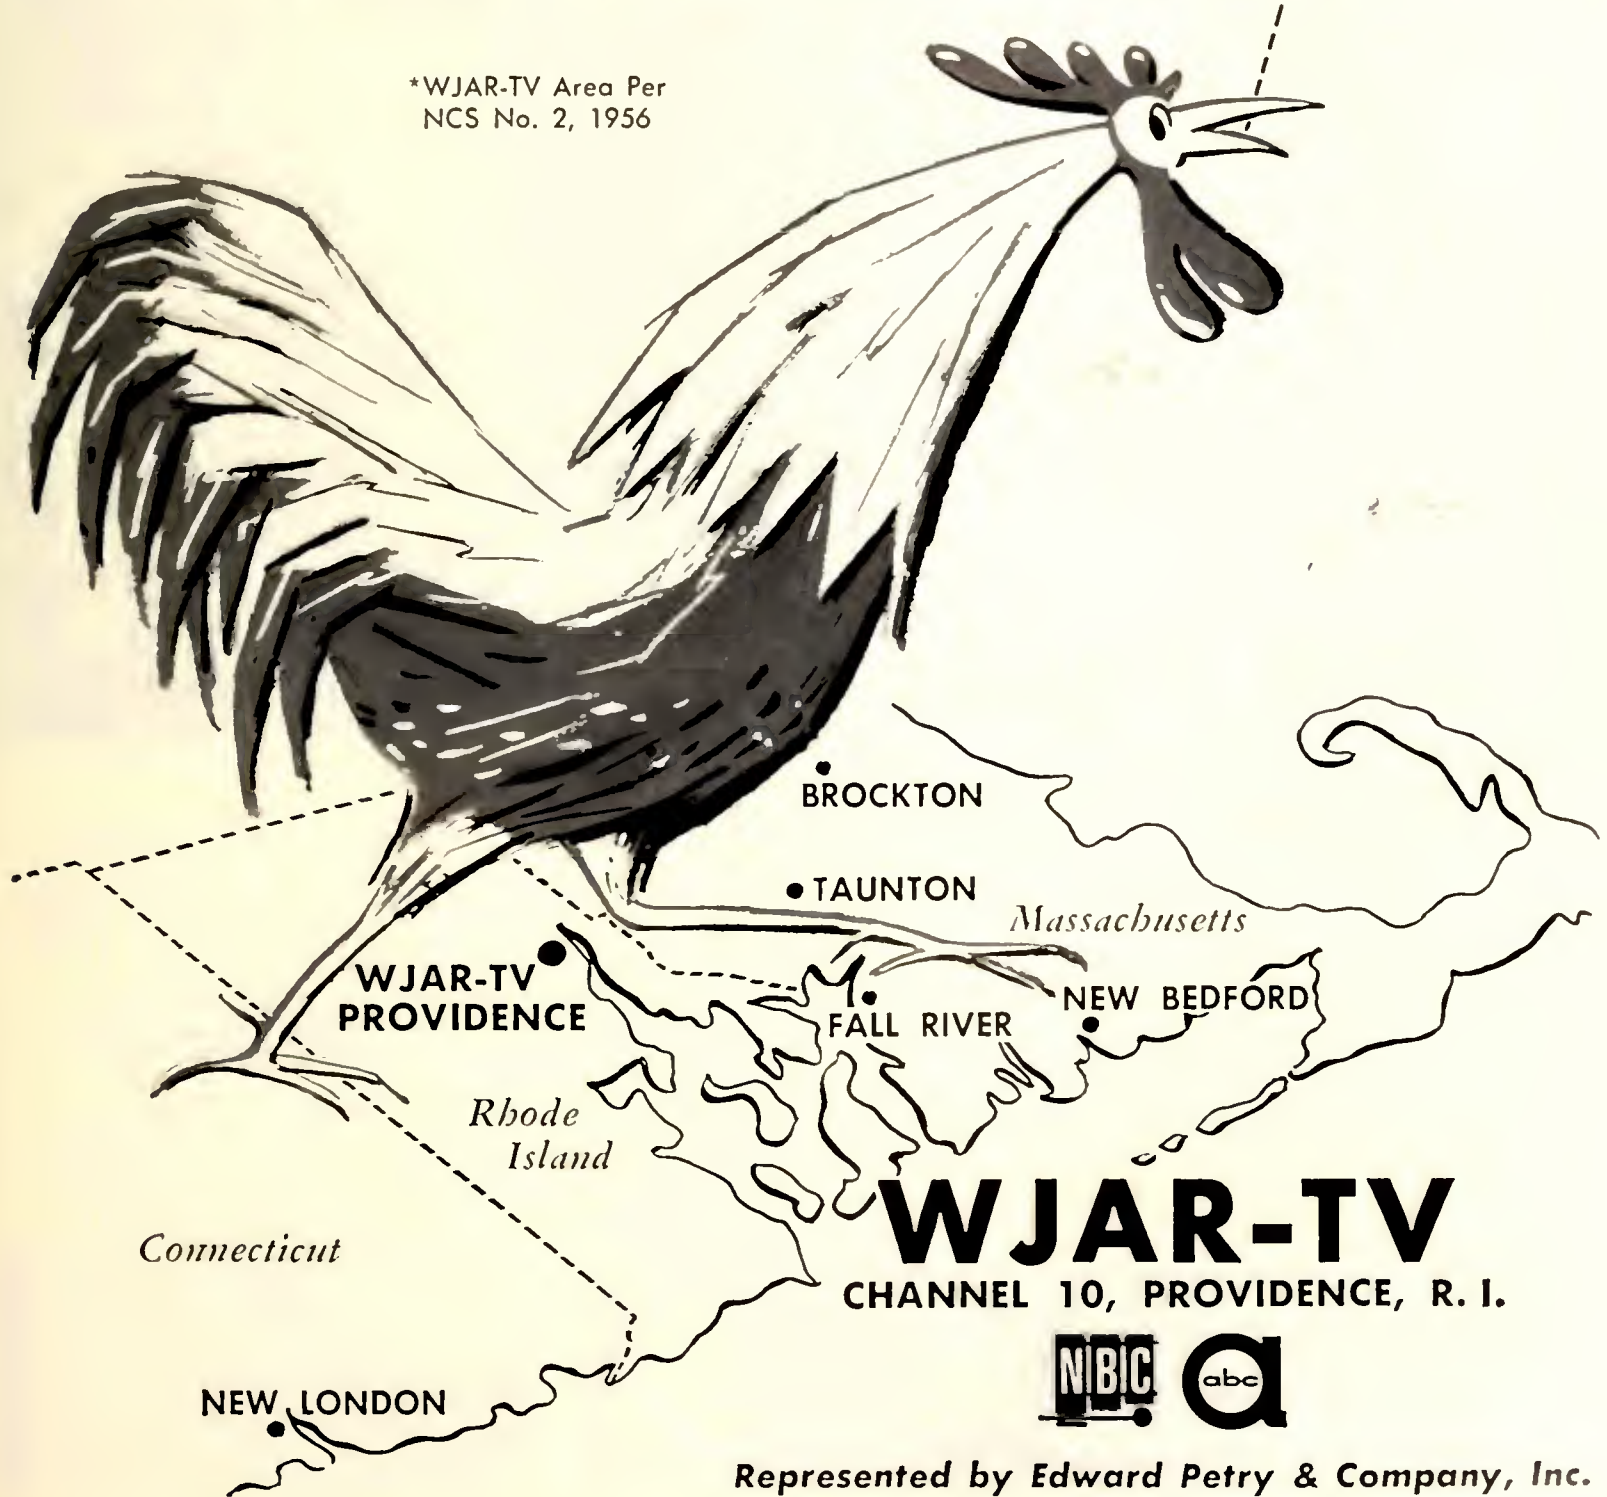 *WJAR-TV Area Per
NCS No. 2, 1956
BROCKTON
TAUNTON
Massachusetts
WJAR-TV
PROVIDENCE
NEW BEDFORD
FALL RIVER
Rhode
Island
Connecticut
WJAR-TV
CHANNEL 10, PROVIDENCE, R. I.
NBC
abc
NEW LONDON
Represented by Edward Petry & Company, Inc.